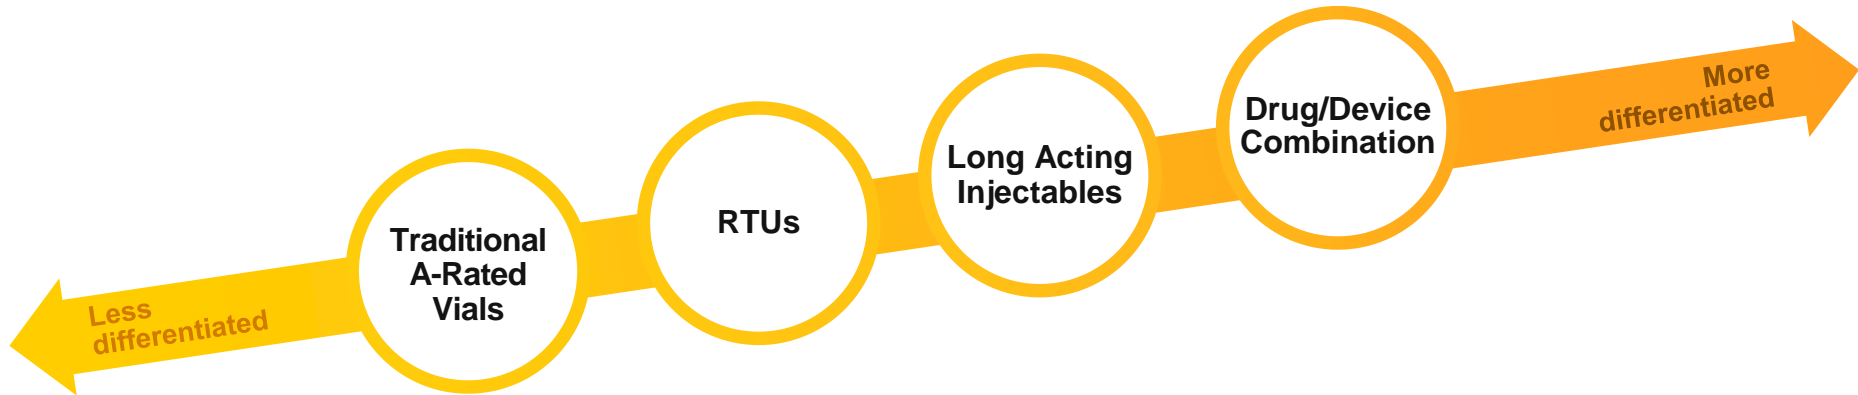 Less
differentiated
Traditional
A-Rated
Vials
RTUs
Long Acting
Injectables
Drug/Device
Combination
More
differentiated